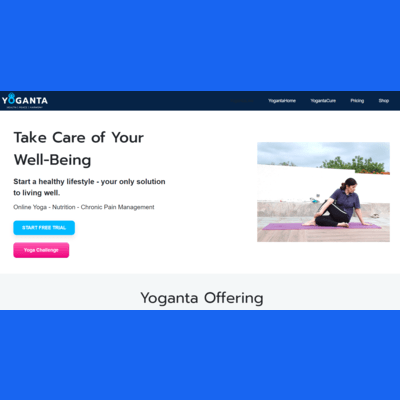 YOGANTA
YogantaHome
YogantaCure
Pricing
Shop
Take Care of Your
Well-Being
Start a healthy lifestyle - your only solution
to living well.
Online Yoga - Nutrition - Chronic Pain Management
START FREE TRIAL
Yoga Challenge
Yoganta Offering